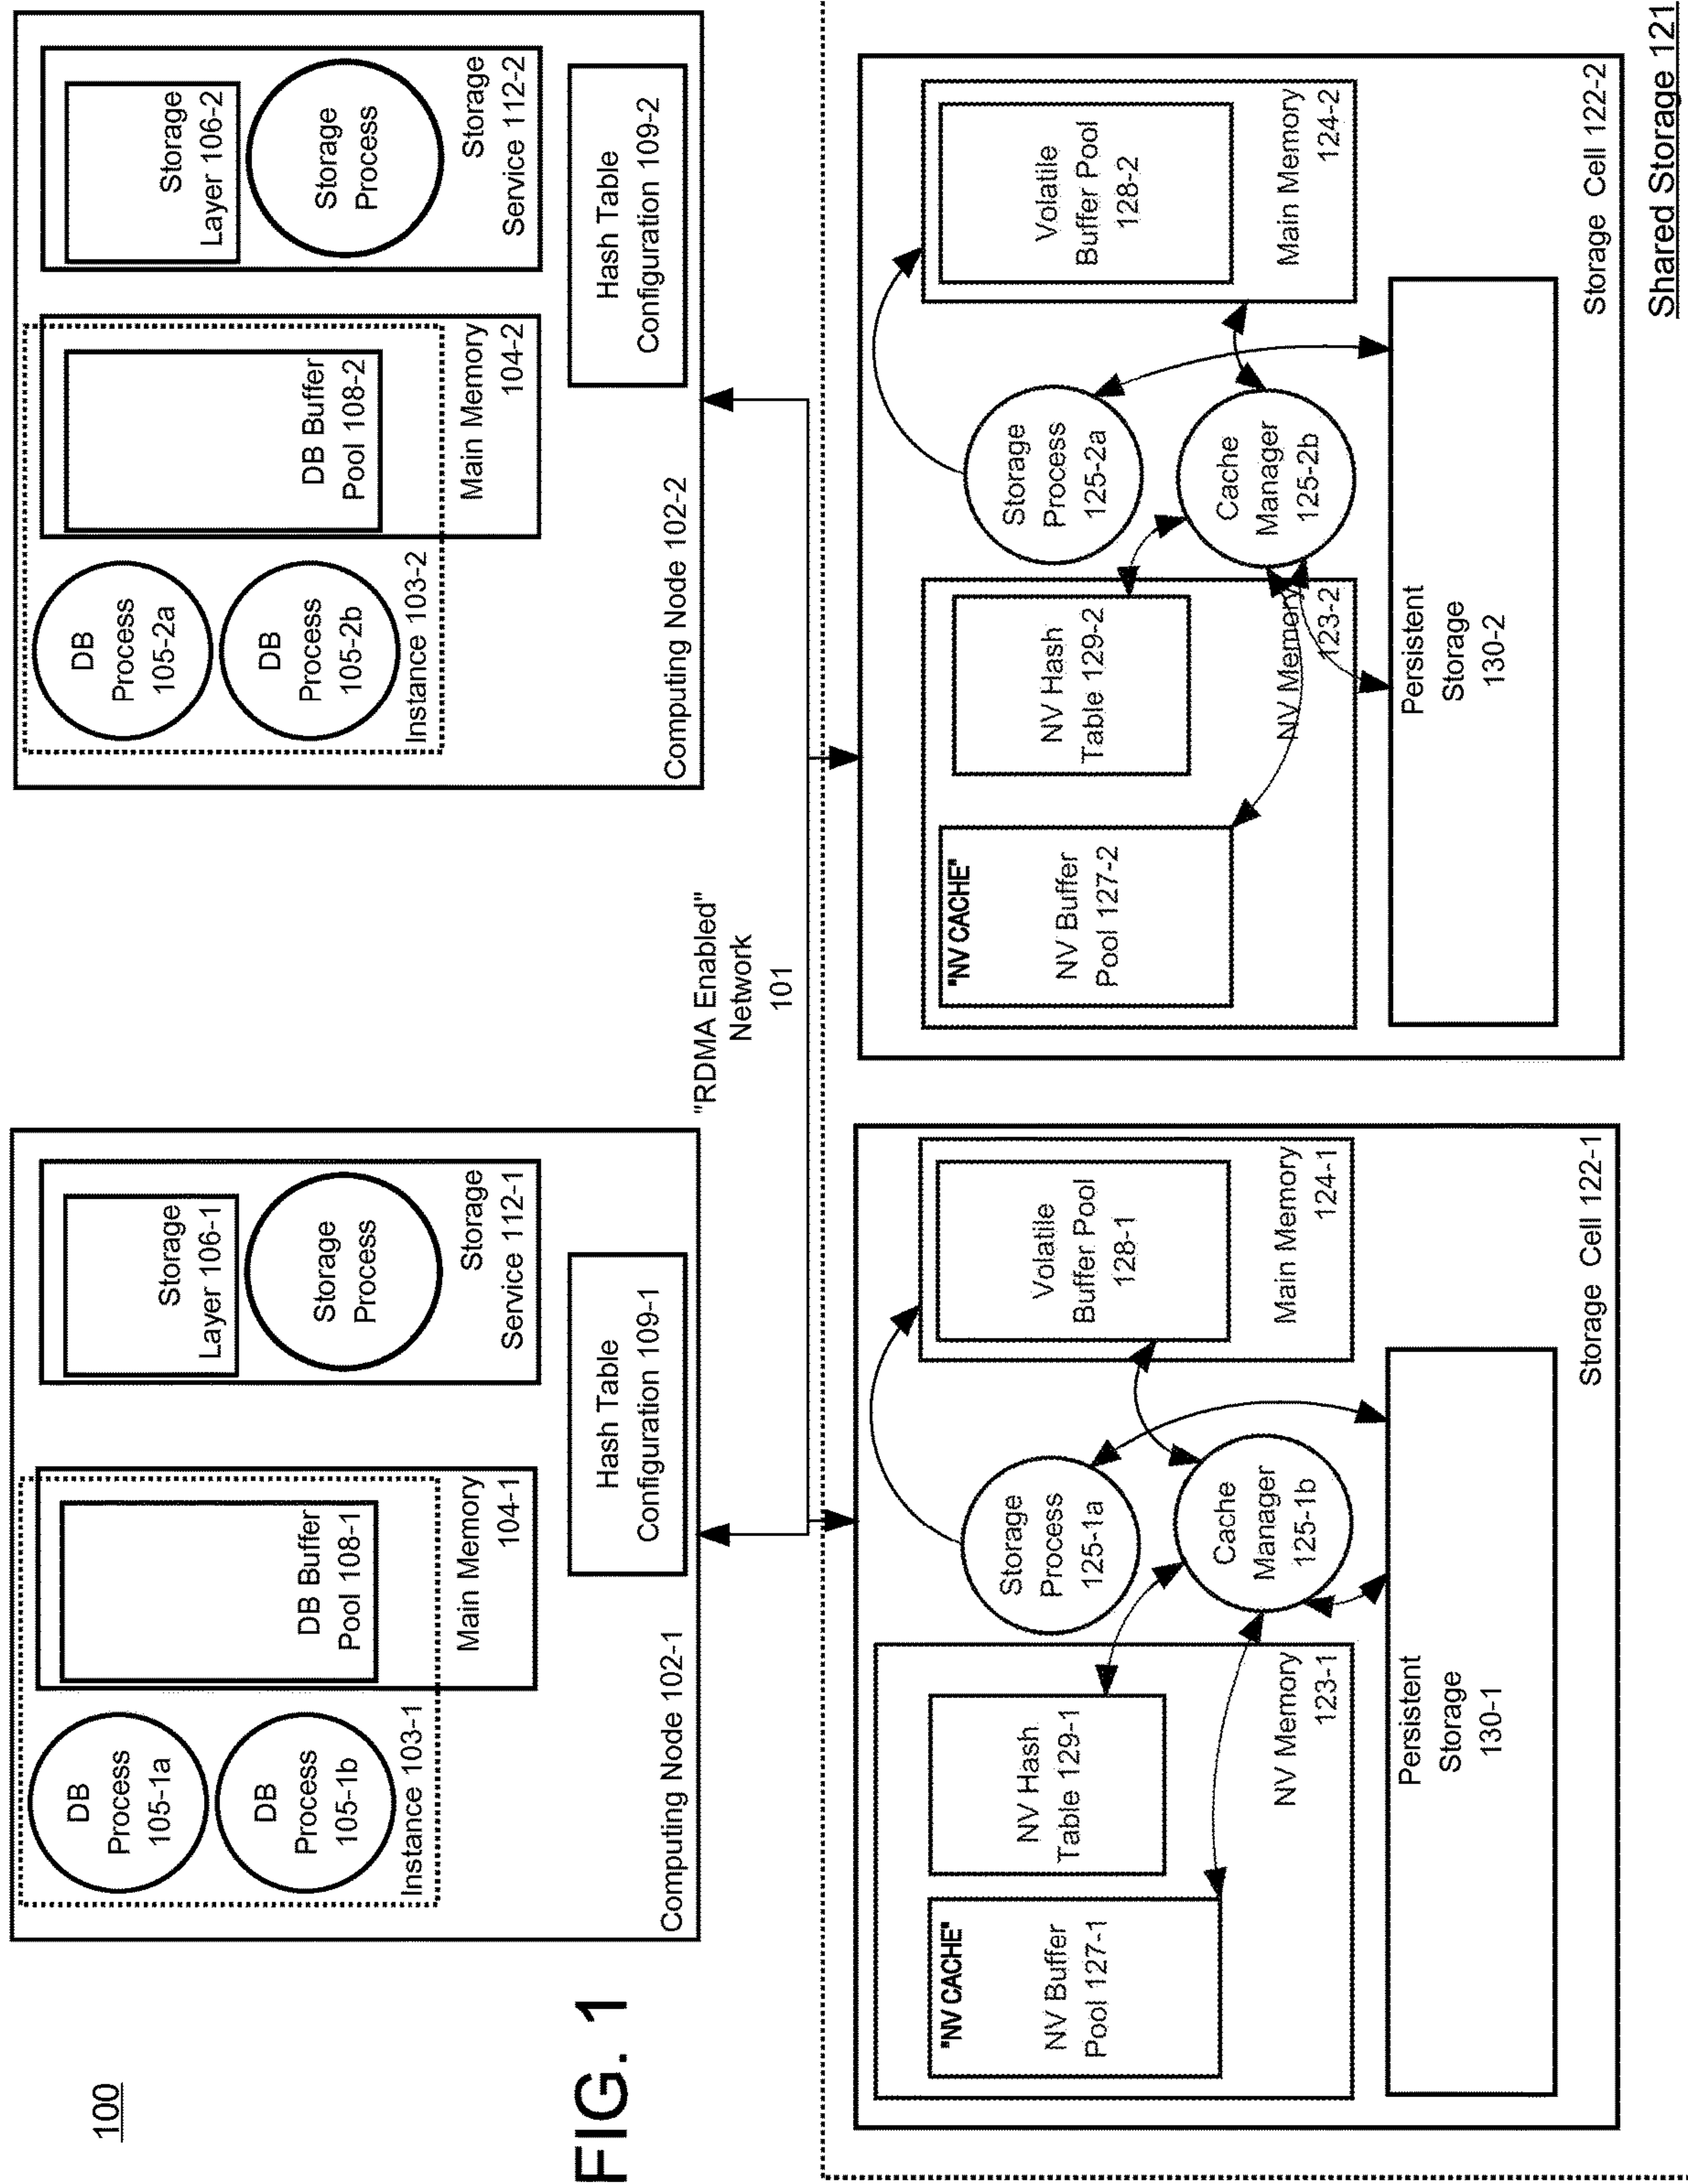 100
DB
Process
105-1a
DB
Process
105-1b
Instance 103-1
DB Buffer
Pool 108-1
Main Memory
104-1
Storage
Layer 106-1
Storage
Process
Storage
Service 112-1
Hash Table
Configuration 109-1
Computing Node 102-1
DB
Process
105-2a
DB
Process
105-2b
Instance 103-2
DB Buffer
Pool 108-2
Main Memory
104-2
Storage
Layer 106-2
Storage
Process
Storage
Service 112-2
Hash Table
Configuration 109-2
Computing Node 102-2
FIG. 1
"RDMA Enabled"
Network
101
"NV CACHE"
NV Buffer
Pool 127-1
NV Hash
Table 129-1
NV Memory
123-1
Storage
Process
125-1a
Cache
Manager
125-1b
Volatile
Buffer Pool
128-1
Main Memory
124-1
Persistent
Storage
130-1
Storage Cell 122-1
"NV CACHE"
NV Buffer
Pool 127-2
NV Hash
Table 129-2
NV Memory
123-2
Storage
Process
125-2a
Cache
Manager
125-2b
Volatile
Buffer Pool
128-2
Main Memory
124-2
Persistent
Storage
130-2
Storage Cell 122-2
Shared Storage 121